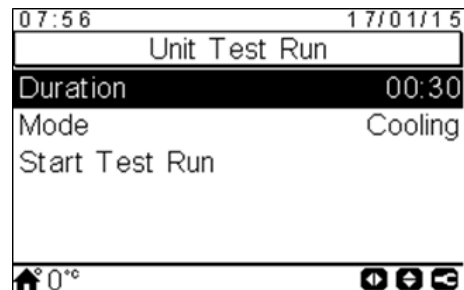 07:56 17/01/15
Unit Test Run
Duration 00:30
Mode Cooling
Start Test Run
0°c